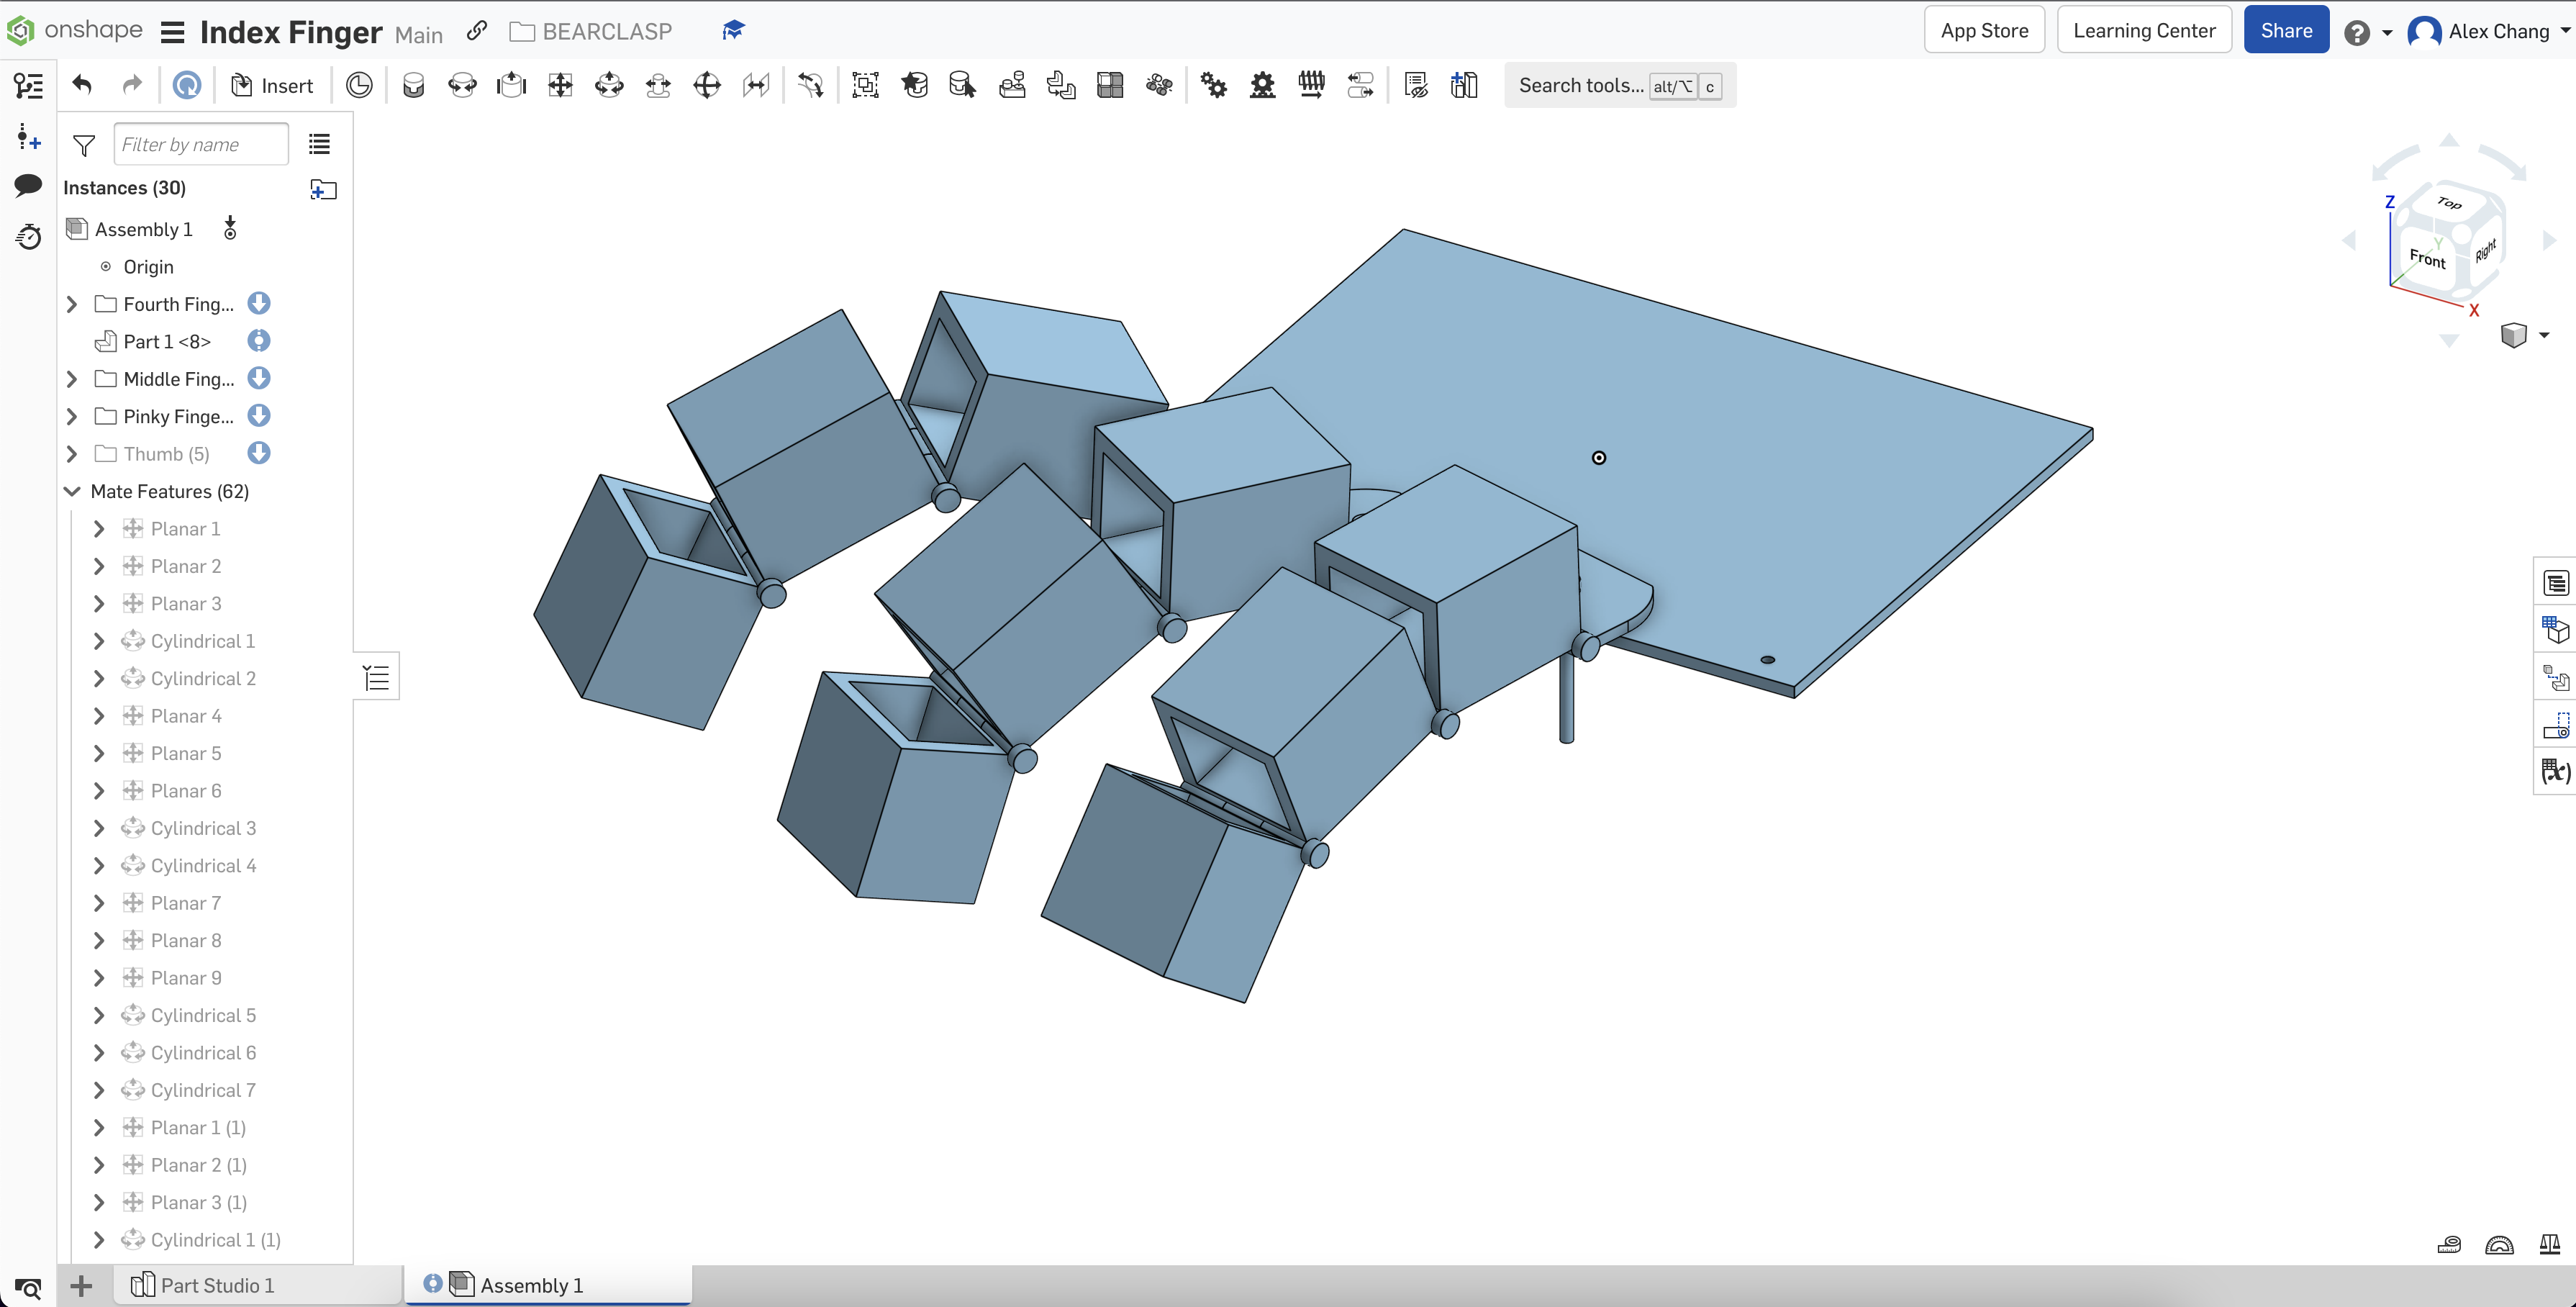 onshape Index Finger Main BEARCLASP App Store Learning Center Share Alex Chang
Insert Search tools... alt/⌥ c
Filter by name
Instances (30)
Assembly 1
Origin
Fourth Fing...
Part 1 <8>
Middle Fing...
Pinky Finge...
Thumb (5)
Mate Features (62)
Planar 1
Planar 2
Planar 3
Cylindrical 1
Cylindrical 2
Planar 4
Planar 5
Planar 6
Cylindrical 3
Cylindrical 4
Planar 7
Planar 8
Planar 9
Cylindrical 5
Cylindrical 6
Cylindrical 7
Planar 1 (1)
Planar 2 (1)
Planar 3 (1)
Cylindrical 1 (1)
Z
Top
Y
Front
Right
X
(x)
Part Studio 1
Assembly 1